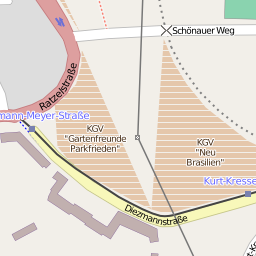 Schönauer Weg
Ratzelstraße
mann-Meyer-Straße
KGV
"Gartenfreunde
Parkfrieden"
KGV
"Neu
Brasilien"
Kurt-Kresse
Diezmannstraße